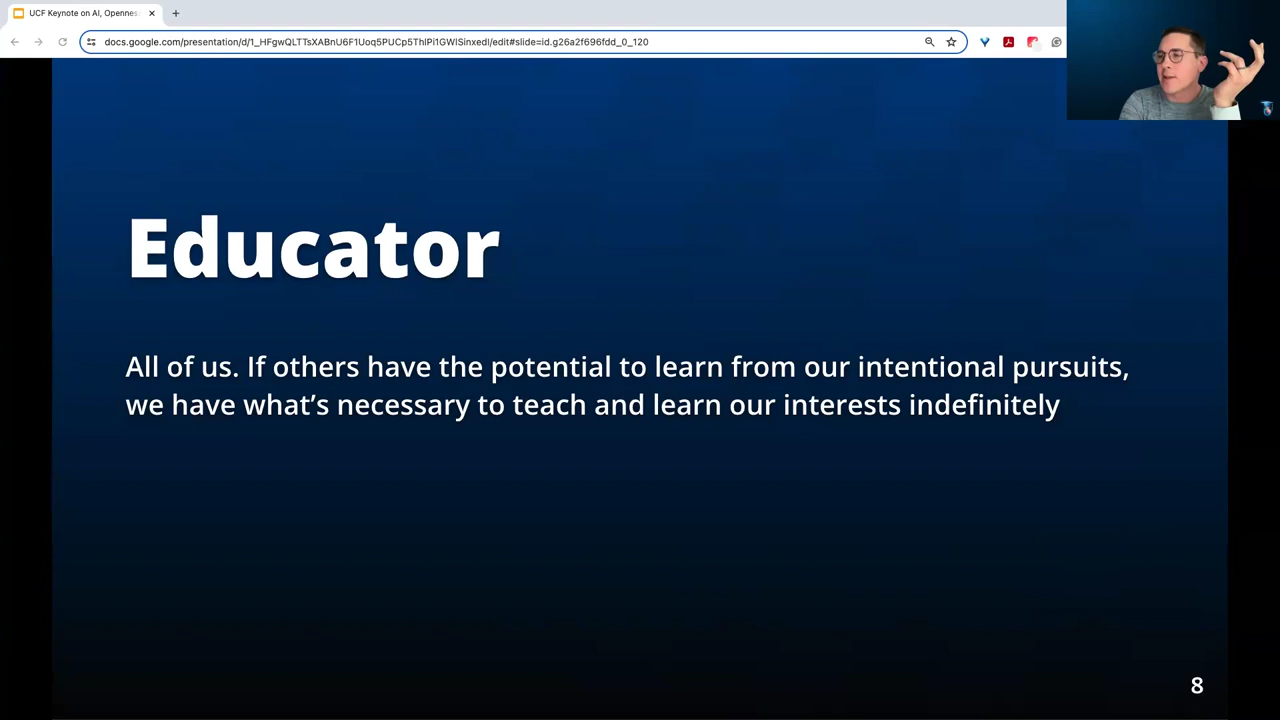 UCF Keynote on AI, Opennes
docs.google.com/presentation/d/1_HFgwQLTTsXABnU6F1Uoq5PUCp5ThlPi1GWISinxedI/edit#slide=id.g26a2f696fdd_0_120
Educator
All of us. If others have the potential to learn from our intentional pursuits,
we have what’s necessary to teach and learn our interests indefinitely
8